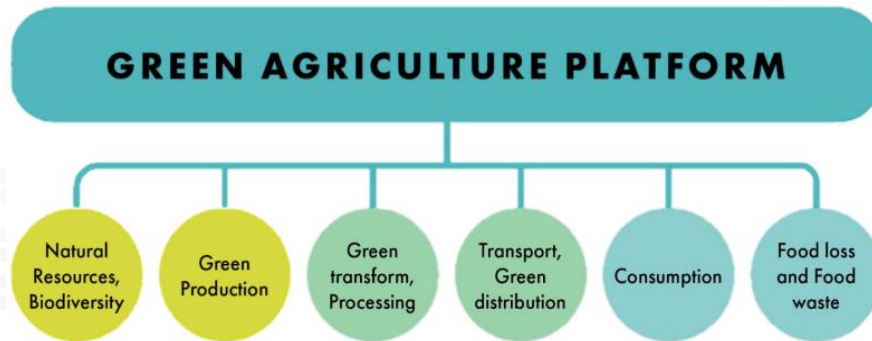 GREEN AGRICULTURE PLATFORM
Natural
Resources,
Biodiversity
Green
Production
Green
transform,
Processing
Transport,
Green
distribution
Consumption
Food loss
and Food
waste